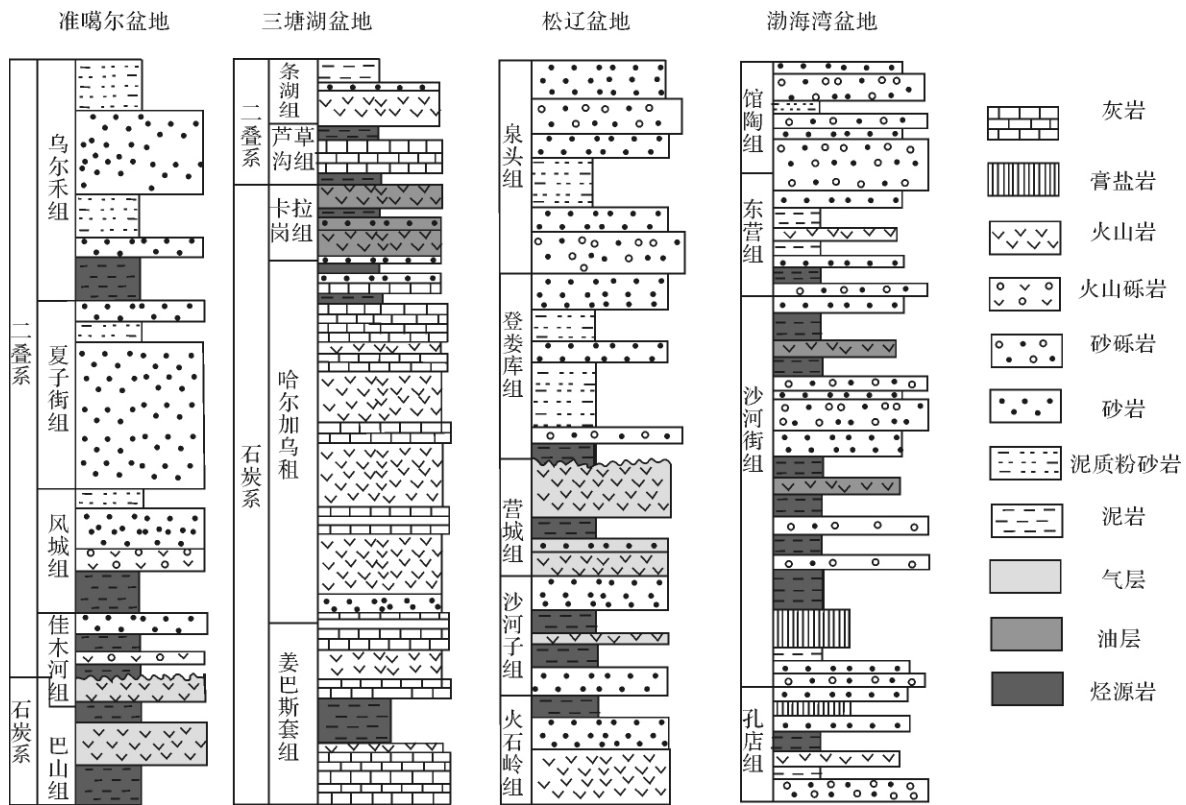 准噶尔盆地
三塘湖盆地
松辽盆地
渤海湾盆地
二叠系
石炭系
乌尔禾组
夏子街组
风城组
佳木河组
巴山组
二叠系
石炭系
条湖组
芦草
沟组
卡拉
岗组
哈尔加乌租
姜巴斯套组
泉头组
登娄库组
营城组
沙河子组
火石岭组
馆陶组
东营组
沙河街组
孔店组
灰岩
膏盐岩
火山岩
火山砾岩
砂砾岩
砂岩
泥质粉砂岩
泥岩
气层
油层
烃源岩